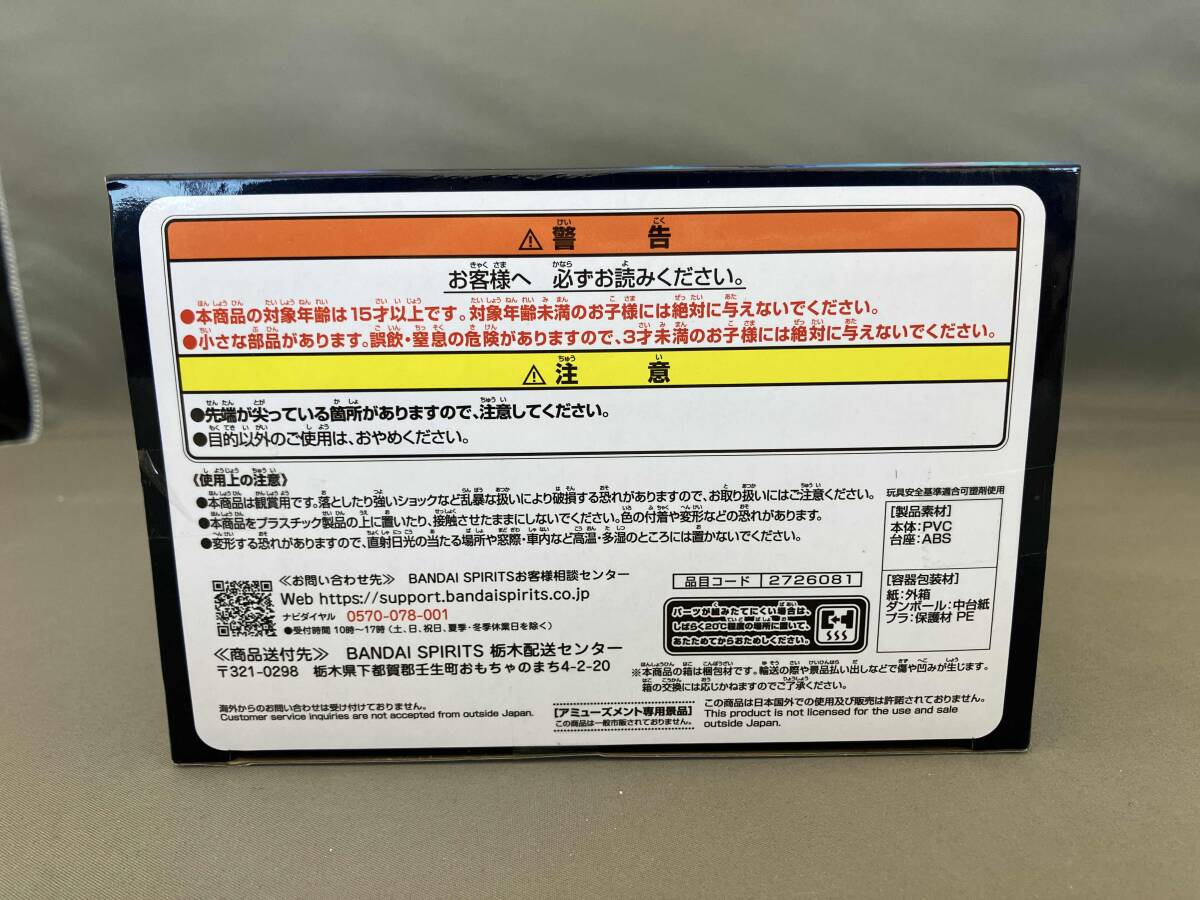 ⚠警告
お客様へ 必ずお読みください。
●本商品の対象年齢は15才以上です。対象年齢未満のお子様には絶対に与えないでください。
●小さな部品があります。誤飲・窒息の危険がありますので、3才未満のお子様には絶対に与えないでください。
⚠注意
●先端が尖っている箇所がありますので、注意してください。
●目的以外のご使用は、おやめください。
《使用上の注意》
●本商品は観賞用です。落としたり強いショックなど乱暴な扱いにより破損する恐れがありますので、お取り扱いにはご注意ください。
●本商品をプラスチック製品の上に置いたり、接触させたままにしないでください。色の付着や変形などの恐れがあります。
●変形する恐れがありますので、直射日光の当たる場所や窓際・車内など高温・多湿のところには置かないでください。
玩具安全基準適合可塑剤使用
[製品素材]
本体:PVC
台座:ABS
[容器包装材]
紙:外箱
ダンボール:中台紙
プラ:保護材 PE
≪お問い合わせ先≫ BANDAI SPIRITSお客様相談センター
Web https://support.bandaispirits.co.jp
ナビダイヤル 0570-078-001
●受付時間 10時～17時(土、日、祝日、夏季・冬季休業日を除く)
品目コード 2726081
パーツが組みたてにくい場合は、
しばらく20℃程度の場所に置いて、
あたためてからおためしください。
≪商品送付先≫ BANDAI SPIRITS 栃木配送センター
〒321-0298 栃木県下都賀郡壬生町おもちゃのまち4-2-20
※本商品の箱は梱包材です。輸送の際や景品払い出しなどで傷や凹みが生じます。
箱の交換には応じかねますのでご了承ください。
海外からのお問い合わせは受け付けておりません。
Customer service inquiries are not accepted from outside Japan.
[アミューズメント専用景品]
この商品は一般市販されておりません。
この商品は日本国外での使用及び販売は許諾されておりません。
This product is not licensed for the use and sale
outside Japan.